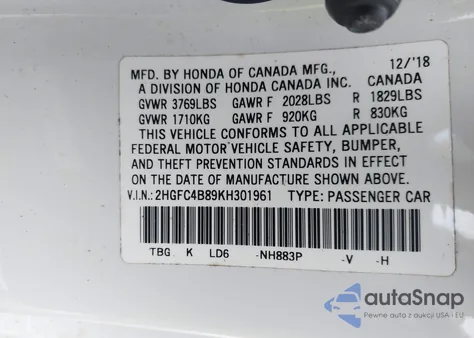 MFD. BY HONDA OF CANADA MFG., 12/'18
A DIVISION OF HONDA CANADA INC. CANADA
GVWR 3769LBS GAWR F 2028LBS R 1829LBS
GVWR 1710KG GAWR F 920KG R 830KG
THIS VEHICLE CONFORMS TO ALL APPLICABLE
FEDERAL MOTOR VEHICLE SAFETY, BUMPER,
AND THEFT PREVENTION STANDARDS IN EFFECT
ON THE DATE OF MANUFACTURE SHOWN ABOVE.
V.I.N.: 2HGFC4B89KH301961 TYPE: PASSENGER CAR
TBG K LD6 -NH883P -V -H
autoSnap
Pewne auta z aukcji USA - EU